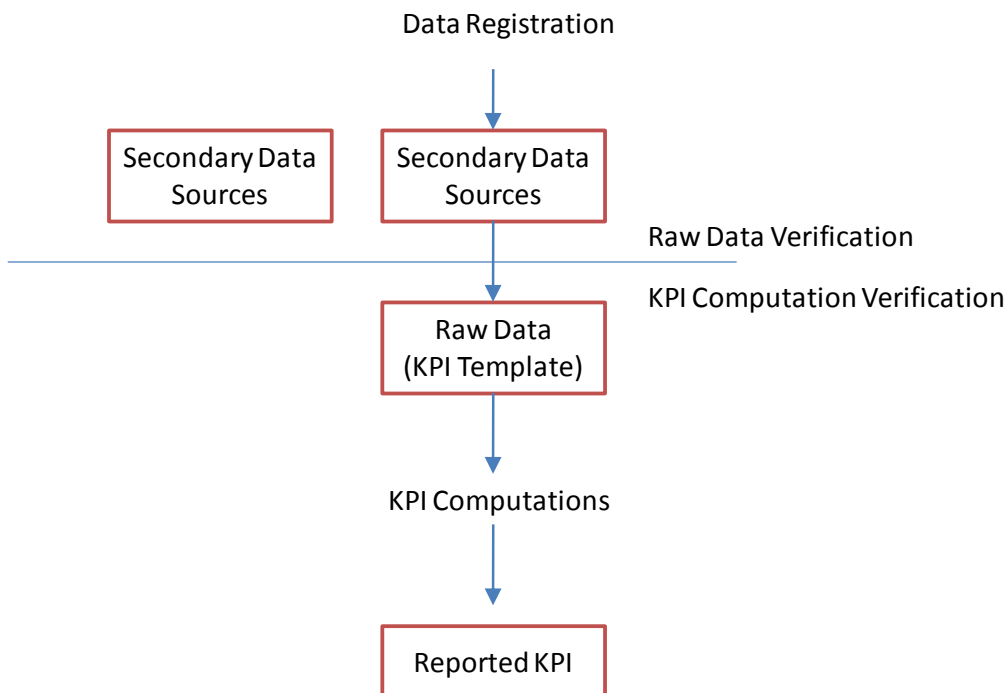 Data Registration
Secondary Data
Sources
Secondary Data
Sources
Raw Data Verification
KPI Computation Verification
Raw Data
(KPI Template)
KPI Computations
Reported KPI